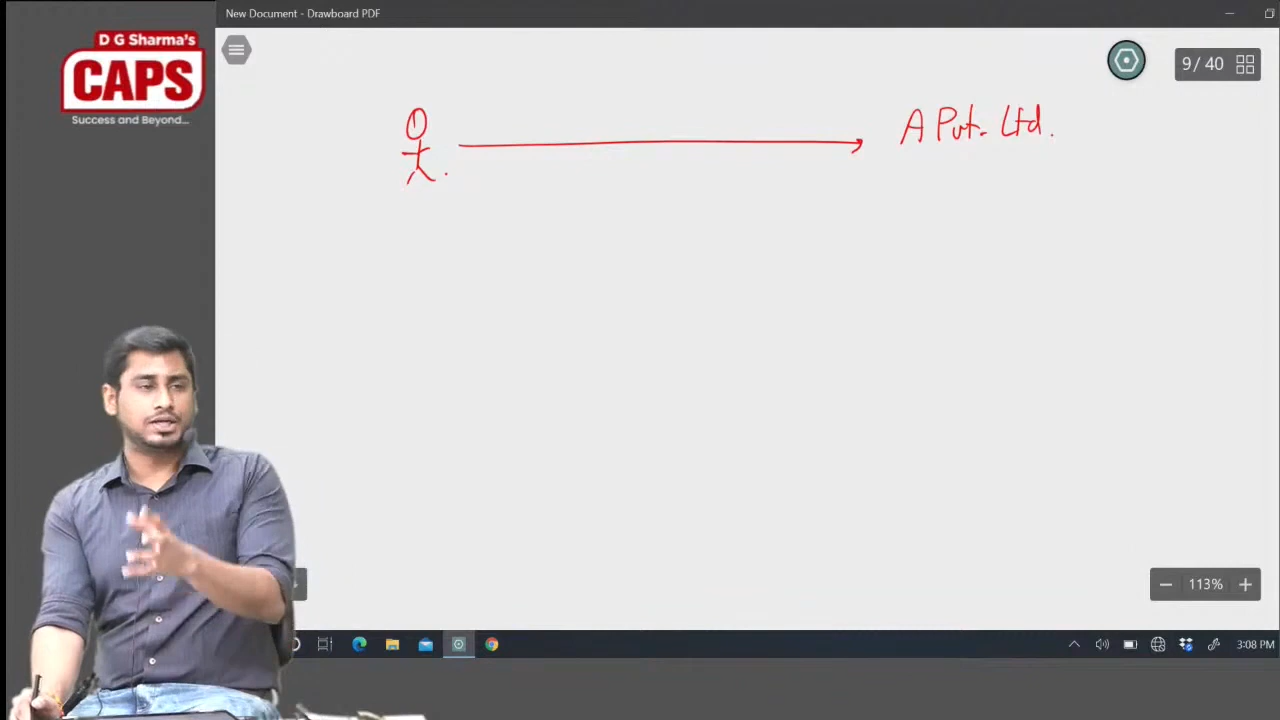 New Document - Drawboard PDF
D G Sharma's
CAPS
Success and Beyond...
9 / 40
A Pvt. Ltd.
113%
3:08 PM